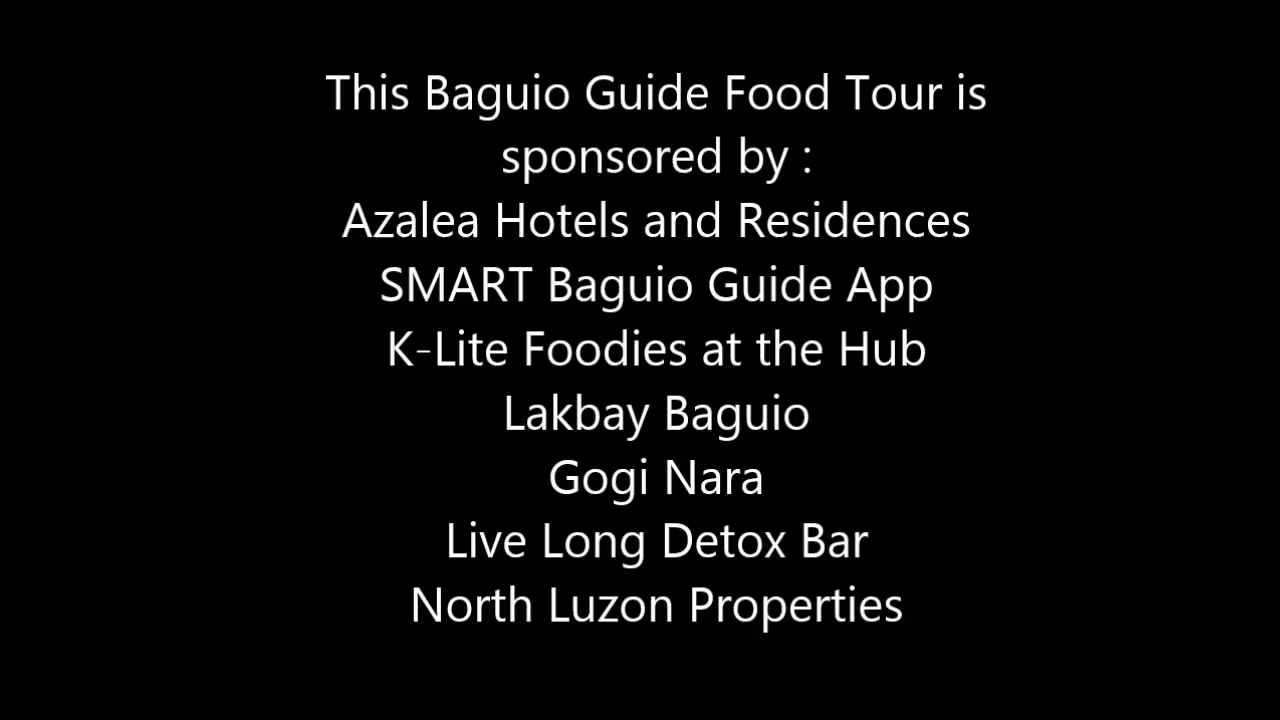 This Baguio Guide Food Tour is
sponsored by :
Azalea Hotels and Residences
SMART Baguio Guide App
K-Lite Foodies at the Hub
Lakbay Baguio
Gogi Nara
Live Long Detox Bar
North Luzon Properties